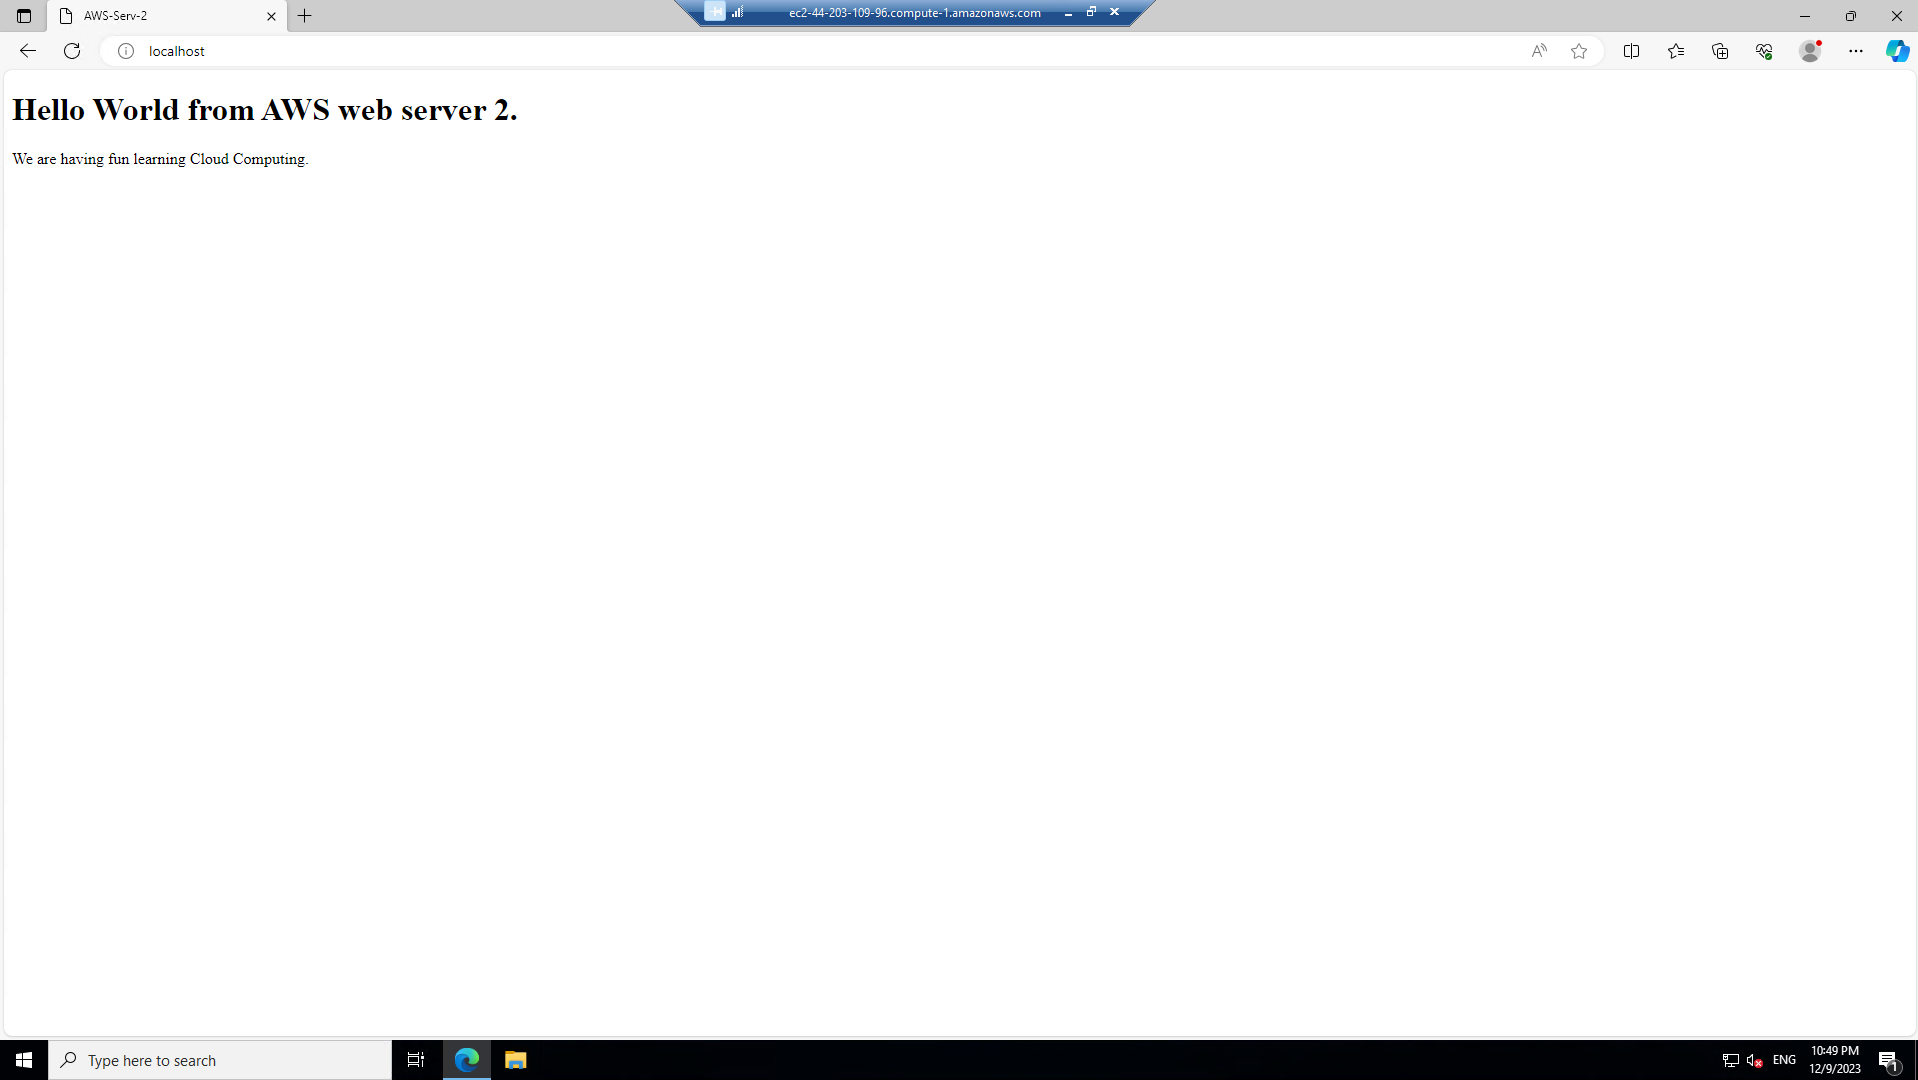 AWS-Serv-2
ec2-44-203-109-96.compute-1.amazonaws.com
localhost
Hello World from AWS web server 2.
We are having fun learning Cloud Computing.
Type here to search
ENG
10:49 PM
12/9/2023
1